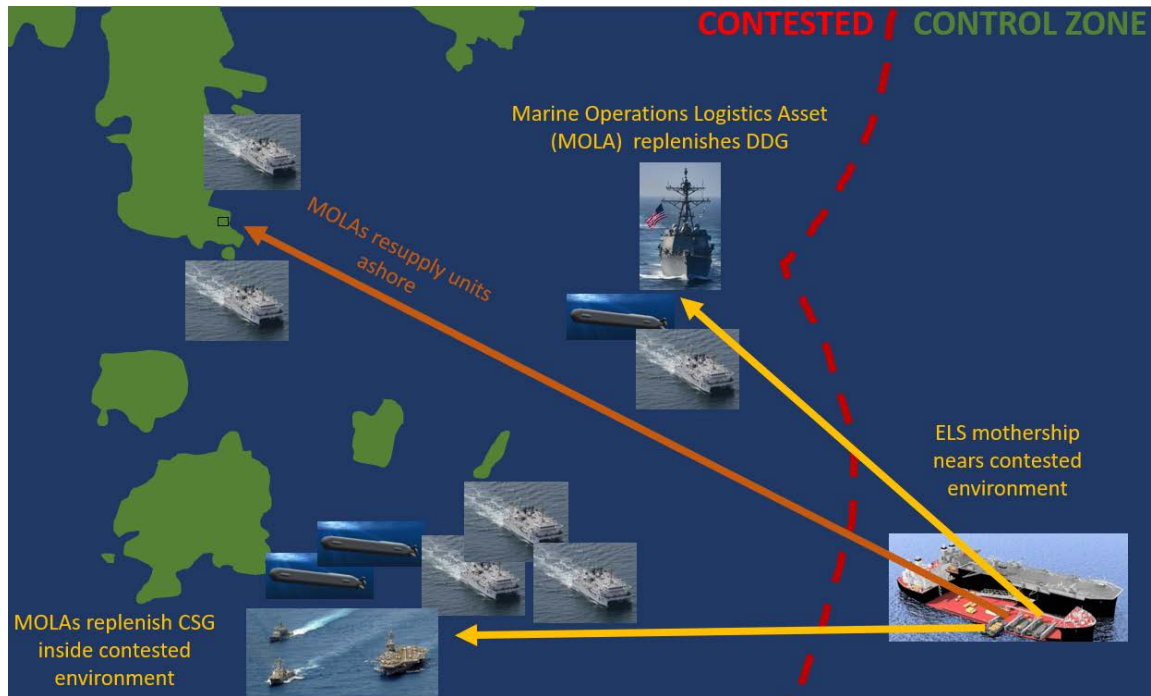 CONTESTED CONTROL ZONE
Marine Operations Logistics Asset
(MOLA) replenishes DDG
MOLAs resupply units
ashore
ELS mothership
nears contested
environment
MOLAs replenish CSG
inside contested
environment